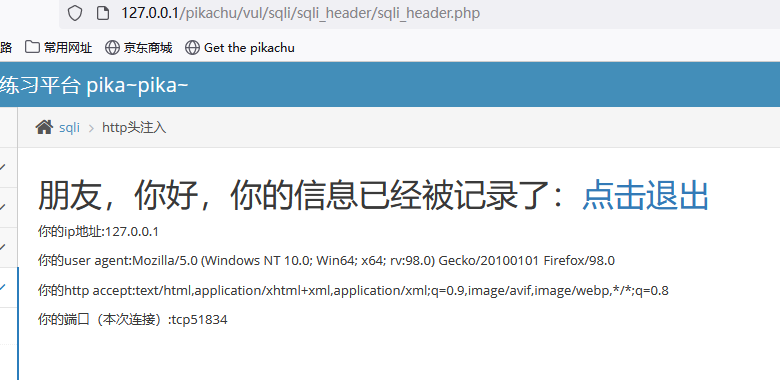 127.0.0.1/pikachu/vul/sqli/sqli_header/sqli_header.php
路 常用网址 京东商城 Get the pikachu
练习平台 pika~pika~
sqli > http头注入
朋友，你好，你的信息已经被记录了：点击退出
你的ip地址:127.0.0.1
你的user agent:Mozilla/5.0 (Windows NT 10.0; Win64; x64; rv:98.0) Gecko/20100101 Firefox/98.0
你的http accept:text/html,application/xhtml+xml,application/xml;q=0.9,image/avif,image/webp,*/*;q=0.8
你的端口（本次连接）:tcp51834